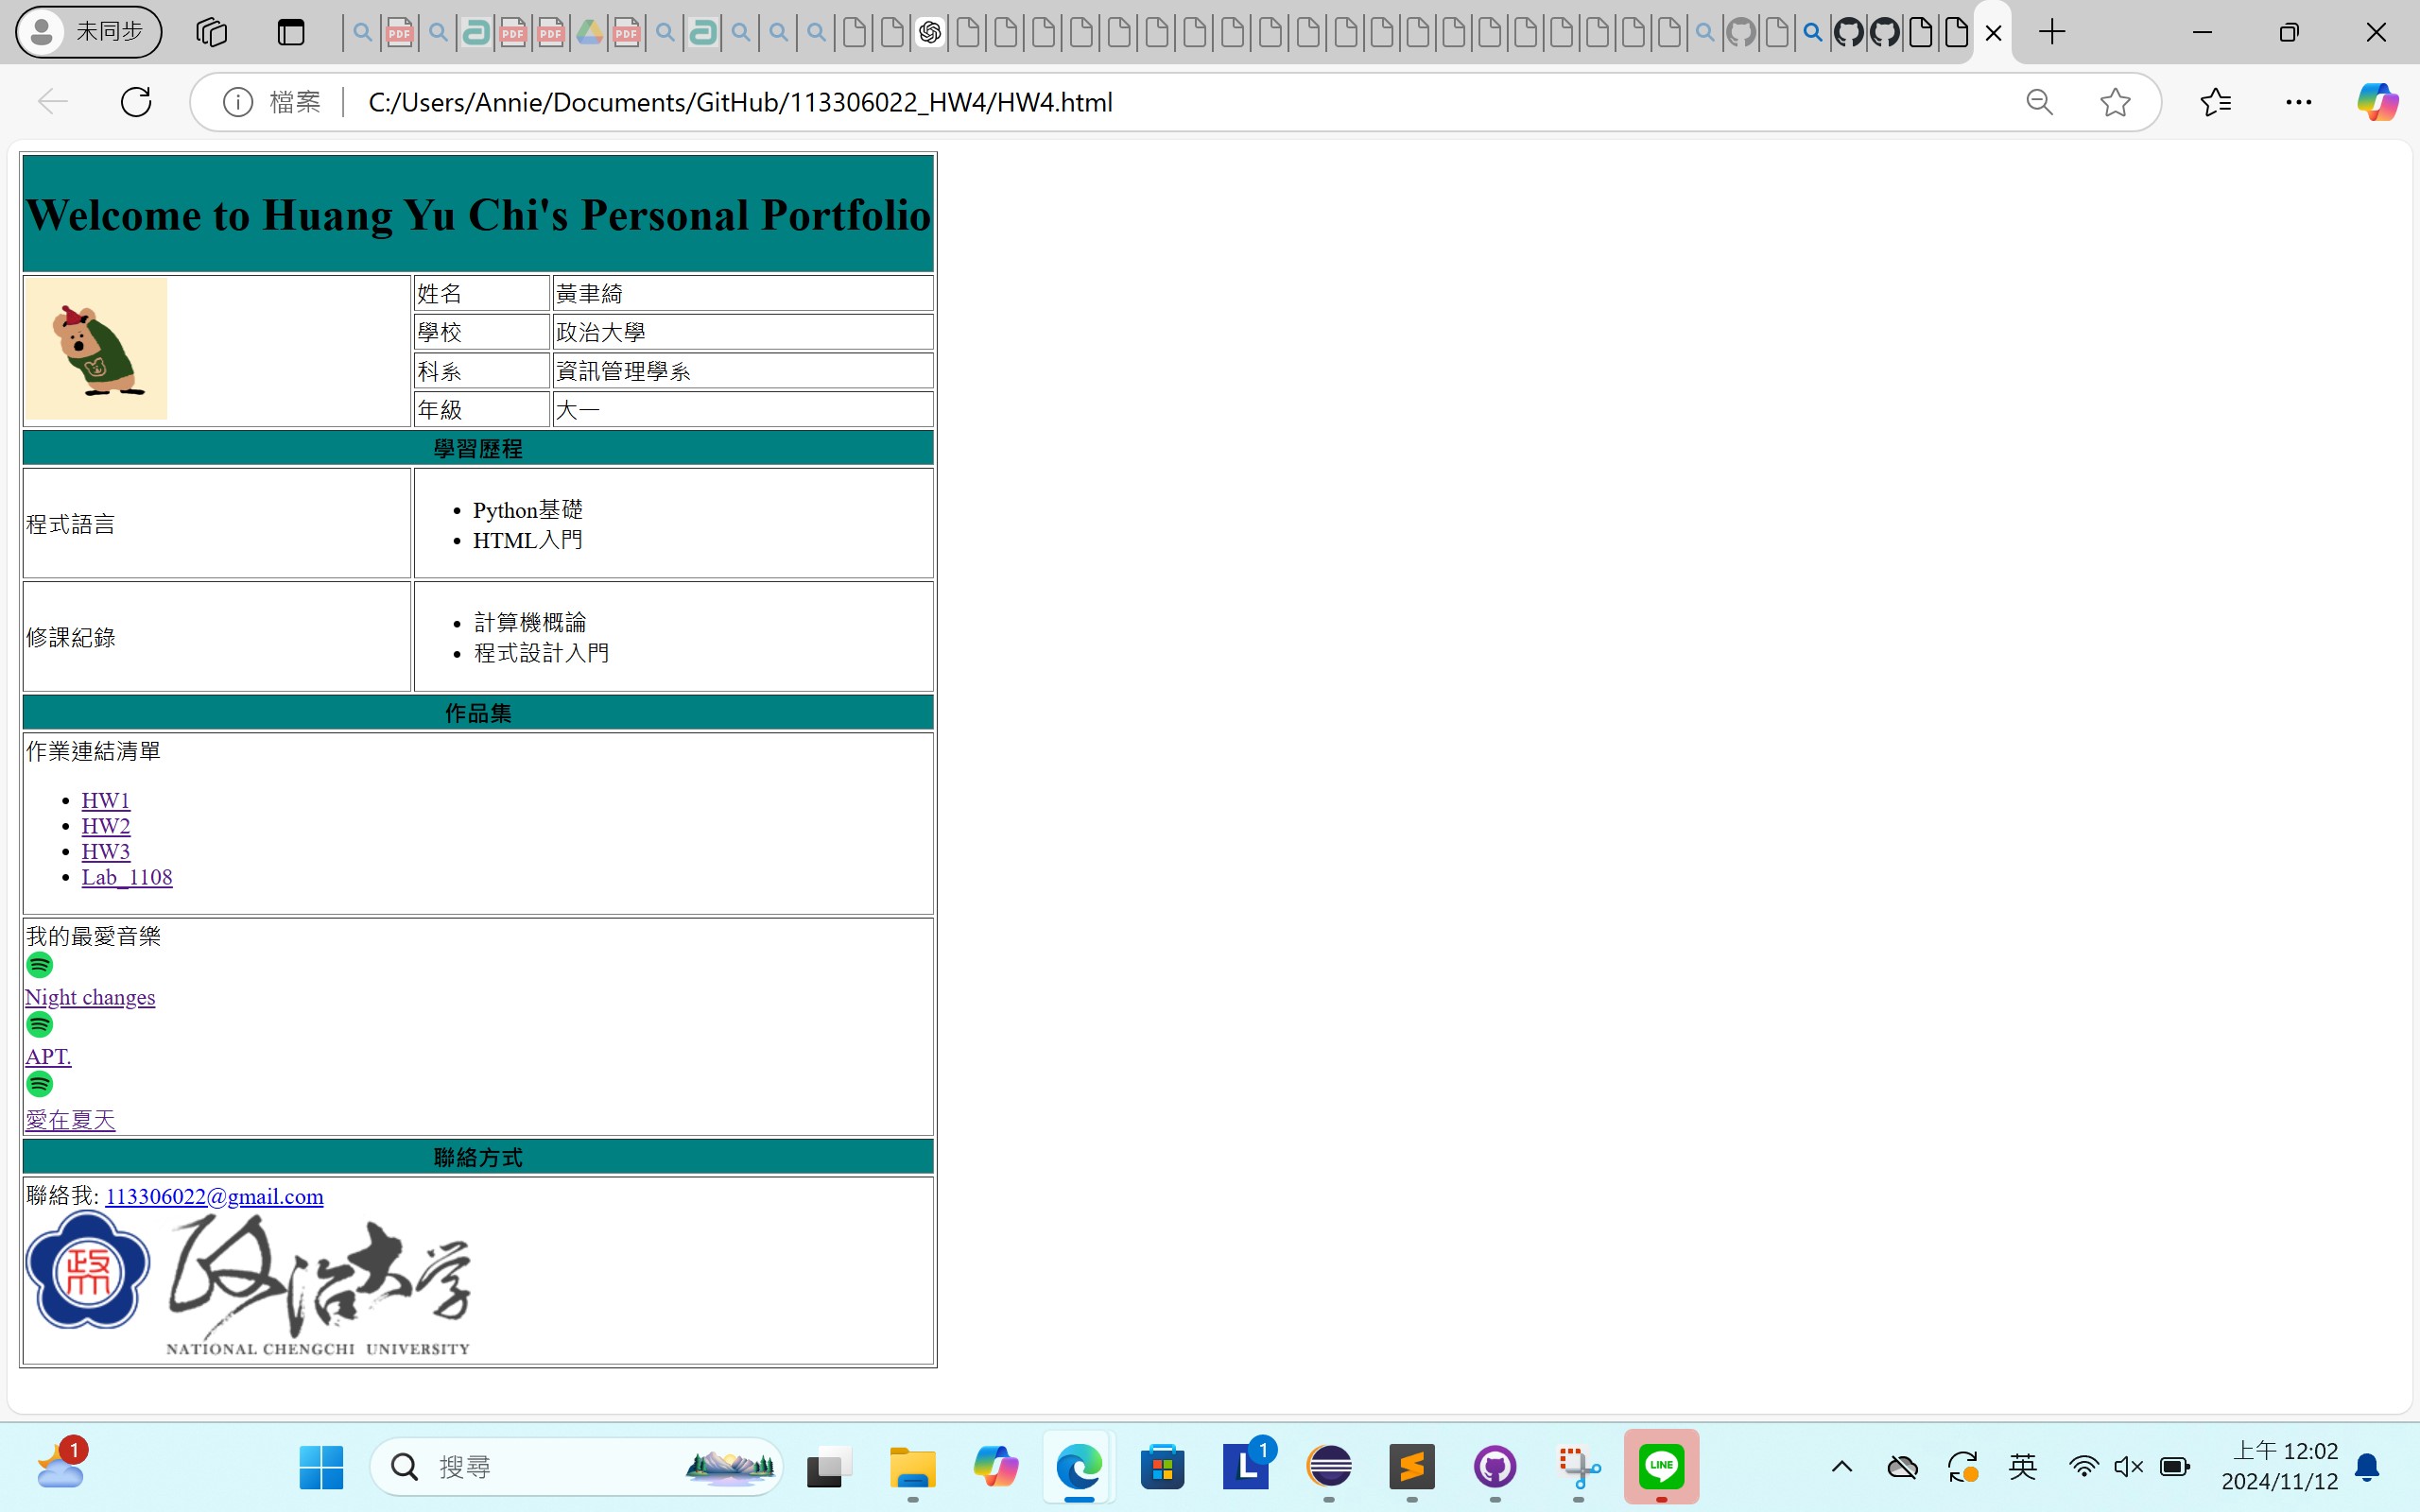 未同步
檔案
C:/Users/Annie/Documents/GitHub/113306022_HW4/HW4.html
Welcome to Huang Yu Chi's Personal Portfolio
姓名 黃聿綺
學校 政治大學
科系 資訊管理學系
年級 大一
學習歷程
程式語言
Python基礎
HTML入門
修課紀錄
計算機概論
程式設計入門
作品集
作業連結清單
HW1
HW2
HW3
Lab_1108
我的最愛音樂
Night changes
APT.
愛在夏天
聯絡方式
聯絡我: 113306022@gmail.com
政治大学
NATIONAL CHENGCHI UNIVERSITY
1
搜尋
L 1
LINE
英
上午 12:02
2024/11/12